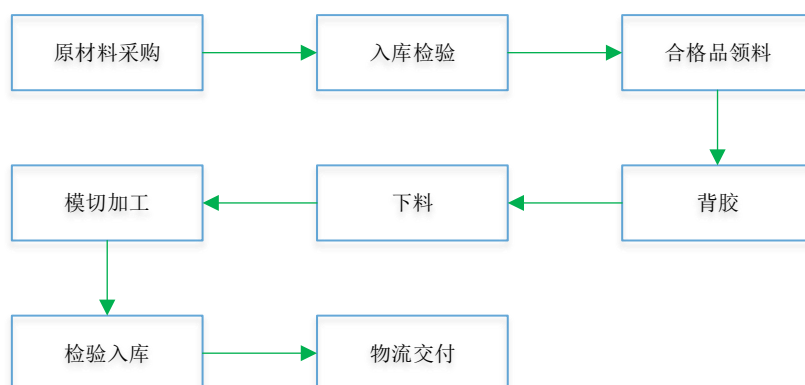 原材料采购
入库检验
合格品领料
模切加工
下料
背胶
检验入库
物流交付